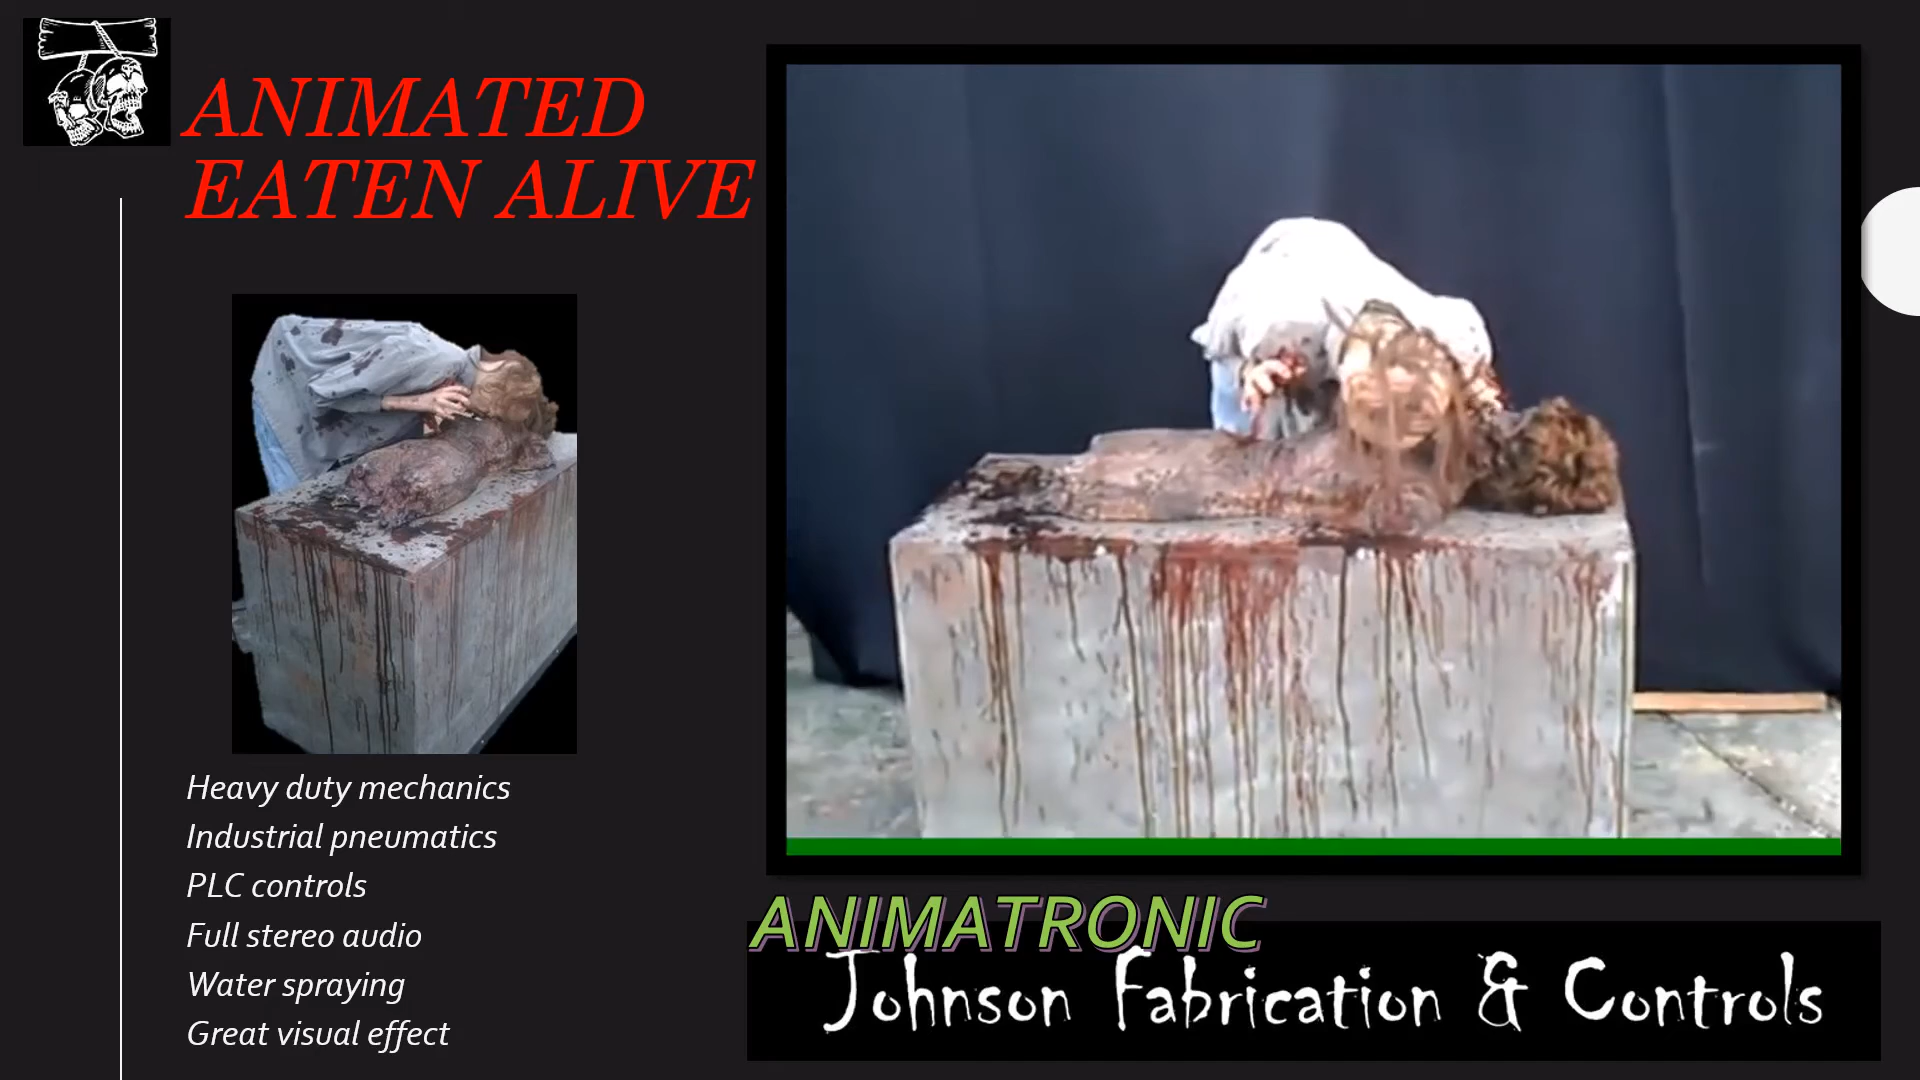 ANIMATED
EATEN ALIVE
Heavy duty mechanics
Industrial pneumatics
PLC controls
Full stereo audio
Water spraying
Great visual effect
ANIMATRONIC
Johnson Fabrication & Controls